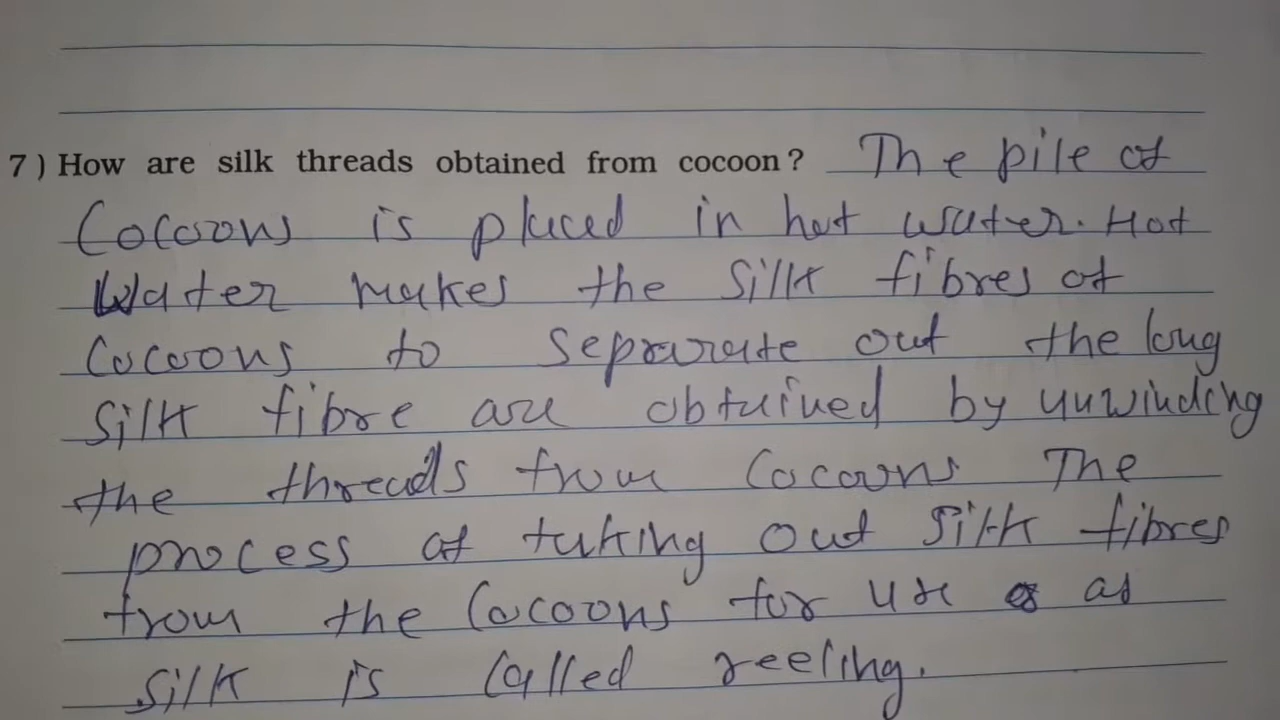 7 ) How are silk threads obtained from cocoon ? The pile of
Cocoons is placed in hot water. Hot
Water makes the silk fibres of
Cocoons to separate out the long
silk fibre are obtained by unwinding
the threads from Cocoons The
process of taking out silk fibres
from the Cocoons for use as
silk is called reeling.